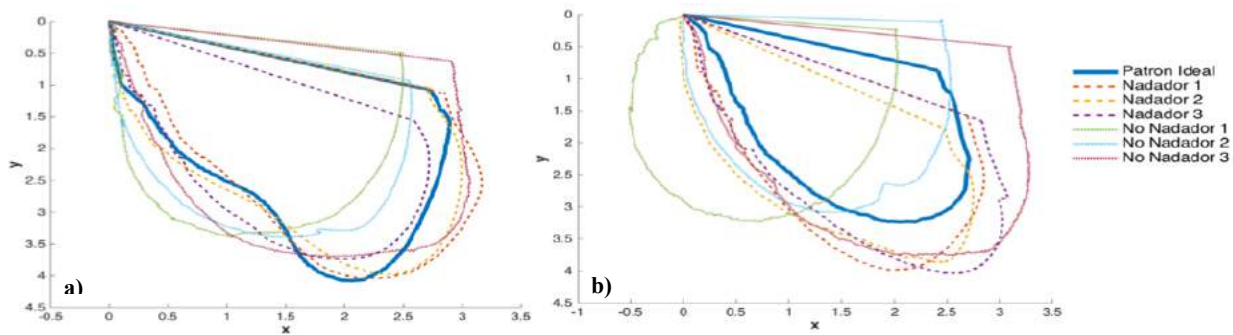 0
0.5
1
1.5
2
2.5
3
3.5
4
4.5
y
a)
0 0.5 1 1.5 2 2.5 3 3.5
x
0
0.5
1
1.5
2
2.5
3
3.5
4
4.5
y
b)
-1 -0.5 0 0.5 1 1.5 2 2.5 3 3.5
x
Patron Ideal
Nadador 1
Nadador 2
Nadador 3
No Nadador 1
No Nadador 2
No Nadador 3